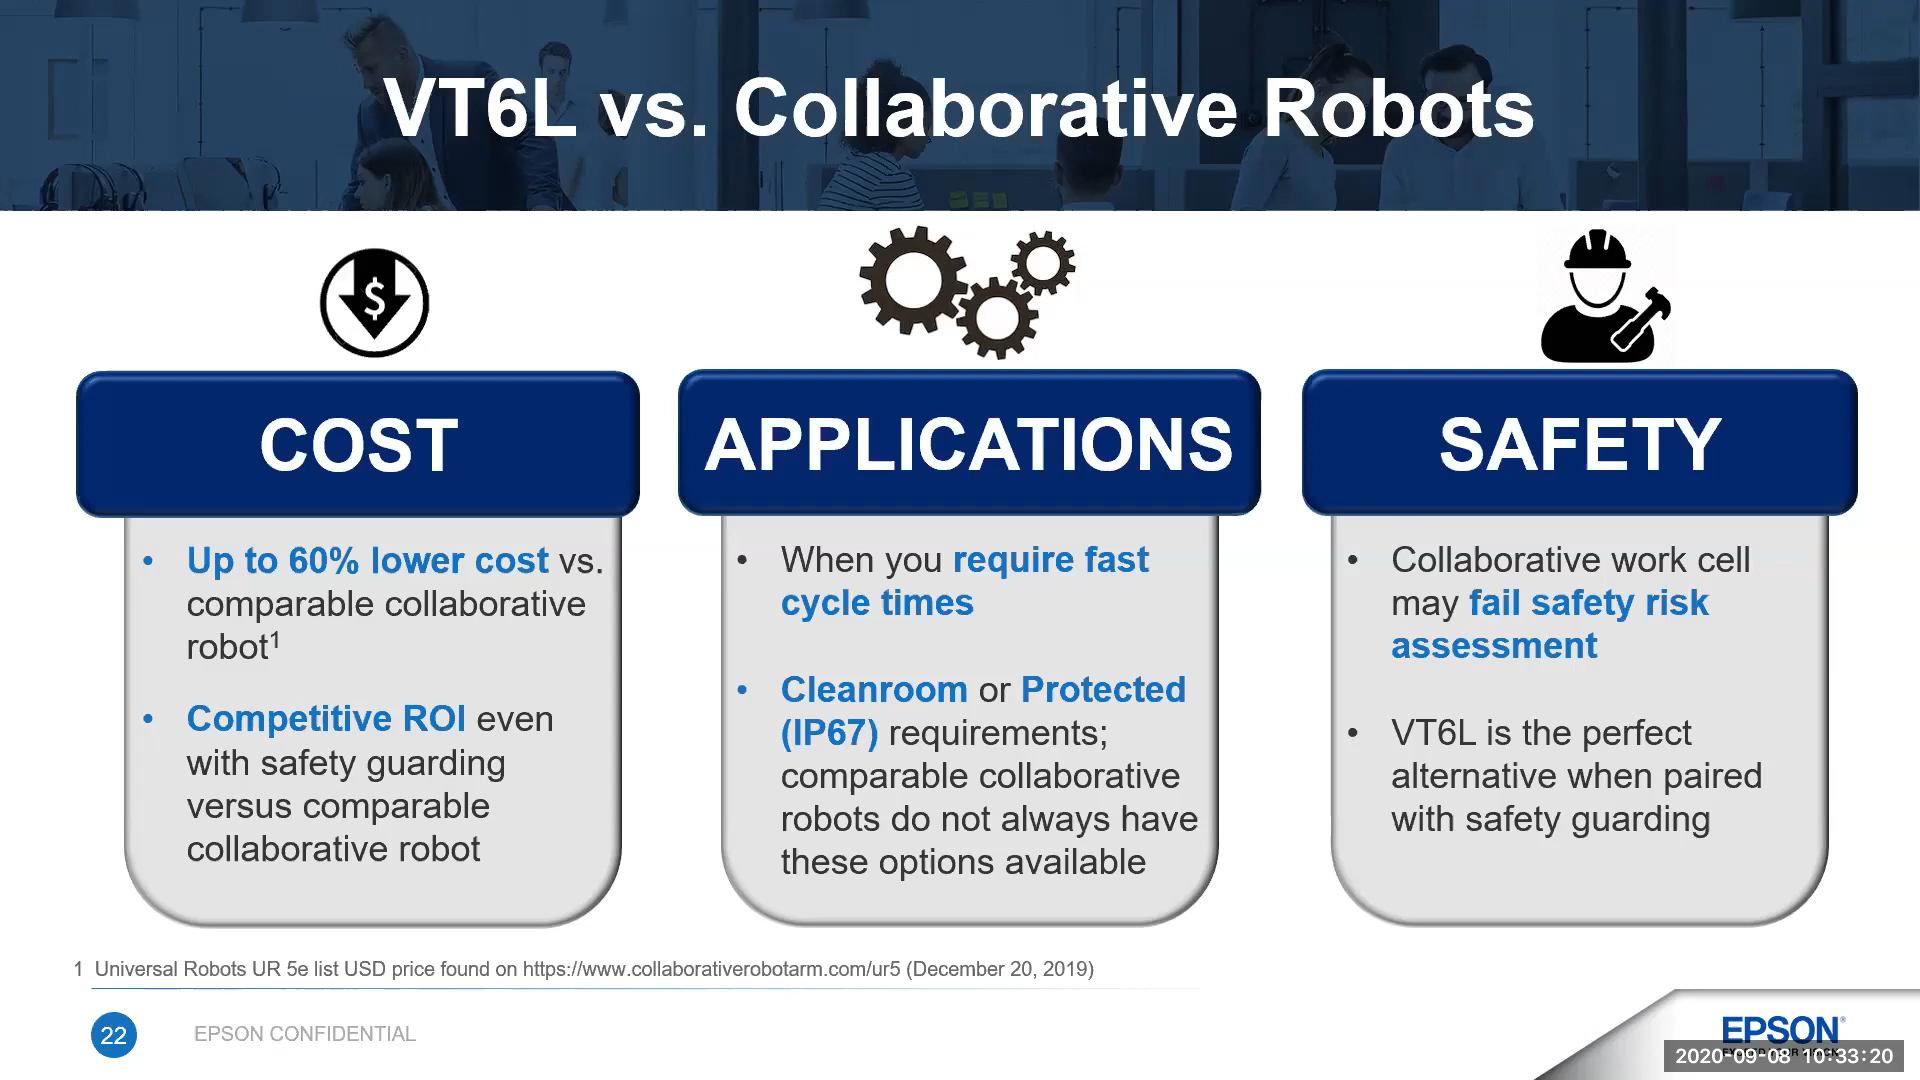 VT6L vs. Collaborative Robots
$
COST
• Up to 60% lower cost vs.
comparable collaborative
robot1
• Competitive ROI even
with safety guarding
versus comparable
collaborative robot
APPLICATIONS
• When you require fast
cycle times
• Cleanroom or Protected
(IP67) requirements;
comparable collaborative
robots do not always have
these options available
SAFETY
• Collaborative work cell
may fail safety risk
assessment
• VT6L is the perfect
alternative when paired
with safety guarding
1 Universal Robots UR 5e list USD price found on https://www.collaborativerobotarm.com/ur5 (December 20, 2019)
22
EPSON CONFIDENTIAL
EPSON®
2020-09-08 10:33:20